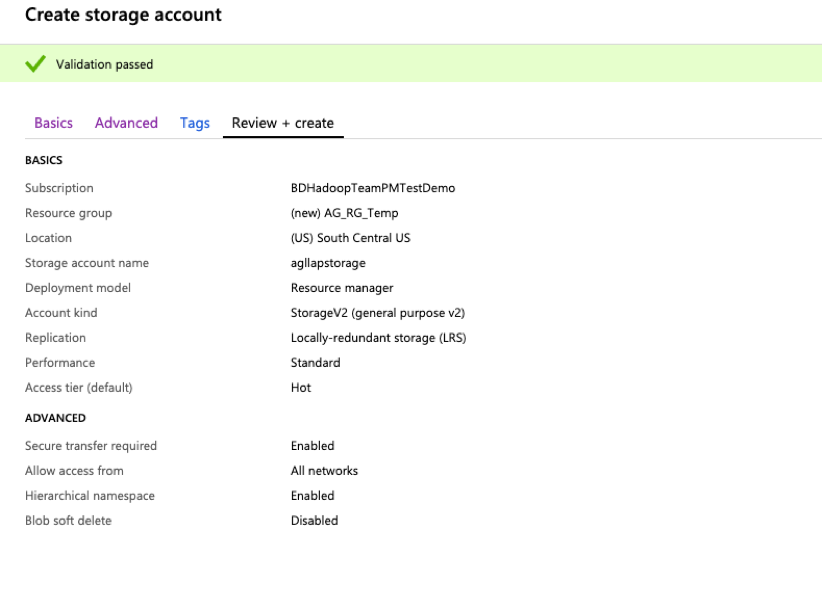 Create storage account
Validation passed
Basics Advanced Tags Review + create
BASICS
Subscription BDHadoopTeamPMTestDemo
Resource group (new) AG_RG_Temp
Location (US) South Central US
Storage account name agllapstorage
Deployment model Resource manager
Account kind StorageV2 (general purpose v2)
Replication Locally-redundant storage (LRS)
Performance Standard
Access tier (default) Hot
ADVANCED
Secure transfer required Enabled
Allow access from All networks
Hierarchical namespace Enabled
Blob soft delete Disabled